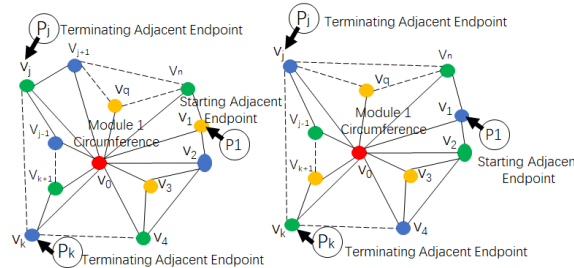 Pj Terminating Adjacent Endpoint
Vj
Vj+1
Vn
Vq
Starting Adjacent
Endpoint
Module 1
Circumference
V1
P1
Vj-1
V2
Vk+1
V0
V3
Vk
Pk
V4
Terminating Adjacent Endpoint
Pj
Terminating Adjacent Endpoint
Vj
Vn
Vq
Module 1
Circumference
V1
P1
Vj-1
V2
Starting Adjacen
Endpoint
Vk+1
V0
V3
Vk
Pk
V4
Terminating Adjacent Endpoint